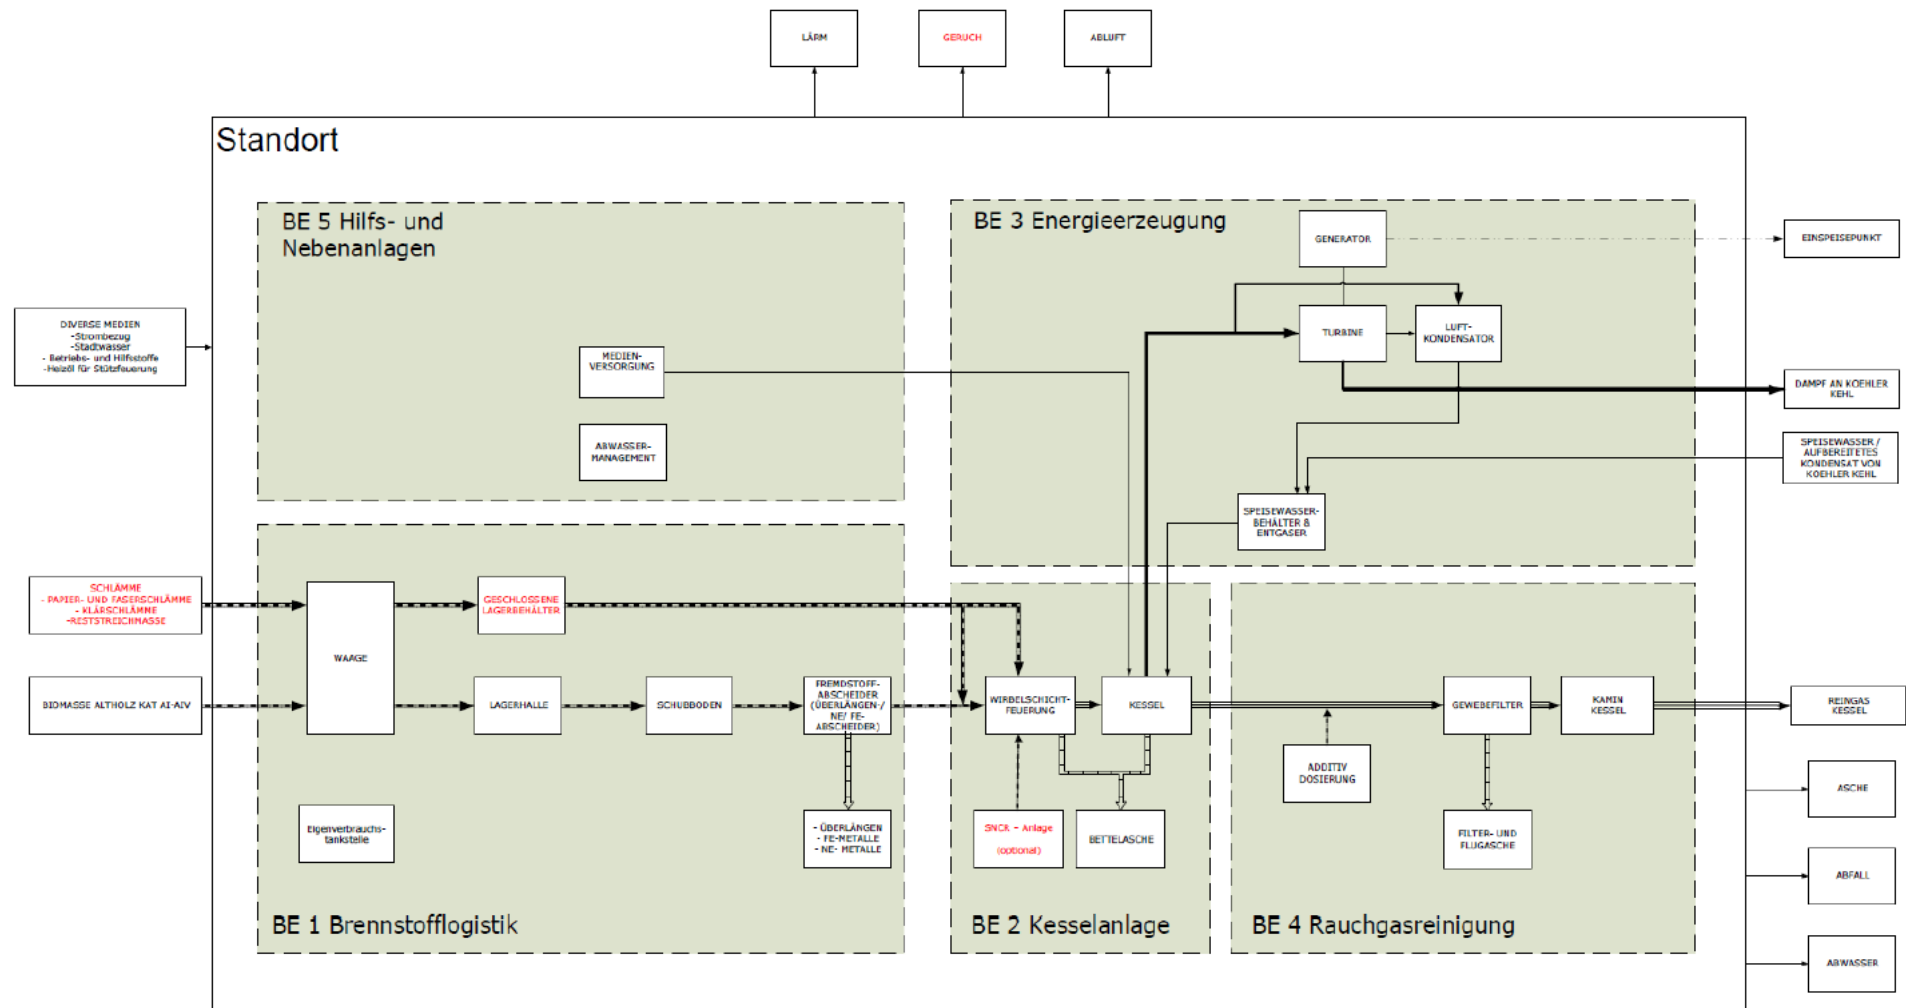 LÄRM
GERUCH
ABLUFT
Standort
BE 5 Hilfs- und
Nebenanlagen
BE 3 Energieerzeugung
GENERATOR
EINSPEISEPUNKT
DIVERSE MEDIEN
-Strombezug
-Stadtwasser
- Betriebs- und Hilfsstoffe
-Heizöl für Stützfeuerung
MEDIEN-
VERSORGUNG
TURBINE
LUFT-
KONDENSATOR
DAMPF AN KOEHLER
KEHL
ABWASSER-
MANAGEMENT
SPEISEWASSER /
AUFBEREITETES
KONDENSAT VON
KOEHLER KEHL
SPEISEWASSER-
BEHÄLTER &
ENTGASER
SCHLÄMME
- PAPIER- UND FASERSCHLÄMME
- KLÄRSCHLÄMME
-RESTSTREICHMASSE
GESCHLOSSENE
LAGERBEHÄLTER
WAAGE
BIOMASSE ALTHOLZ KAT AI-AIV
LAGERHALLE
SCHUBBODEN
FREMDSTOFF-
ABSCHEIDER
(ÜBERLÄNGEN-/
NE/ FE-
ABSCHEIDER)
WIRBELSCHICHT-
FEUERUNG
KESSEL
GEWEBEFILTER
KAMIN
KESSEL
REINGAS
KESSEL
ADDITIV
DOSIERUNG
ASCHE
Eigenverbrauchs-
tankstelle
- ÜBERLÄNGEN
- FE-METALLE
- NE- METALLE
SNCR - Anlage
(optional)
BETTELASCHE
FILTER- UND
FLUGASCHE
ABFALL
BE 1 Brennstofflogistik
BE 2 Kesselanlage
BE 4 Rauchgasreinigung
ABWASSER